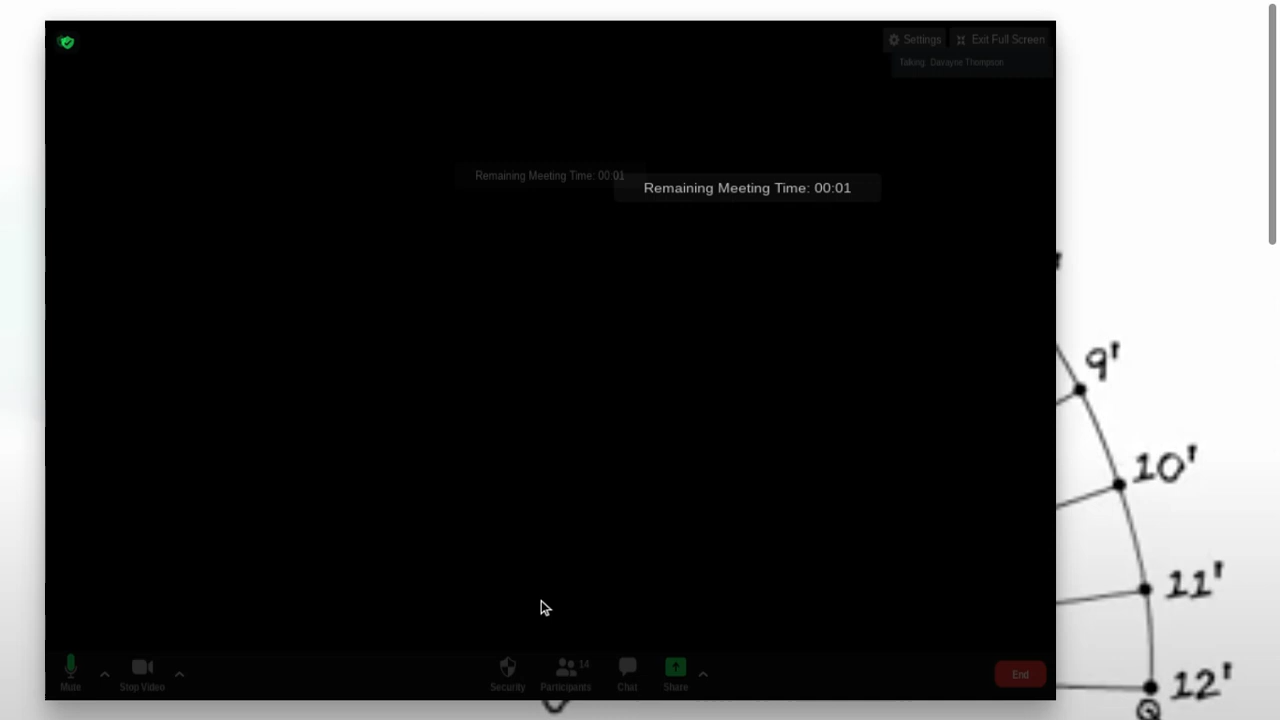 Settings
Exit Full Screen
Talking: Davayne Thompson
Remaining Meeting Time: 00:01
Remaining Meeting Time: 00:01
9'
10'
11'
12'
Q
Mute
Stop Video
Security
Participants
14
Chat
Share
End